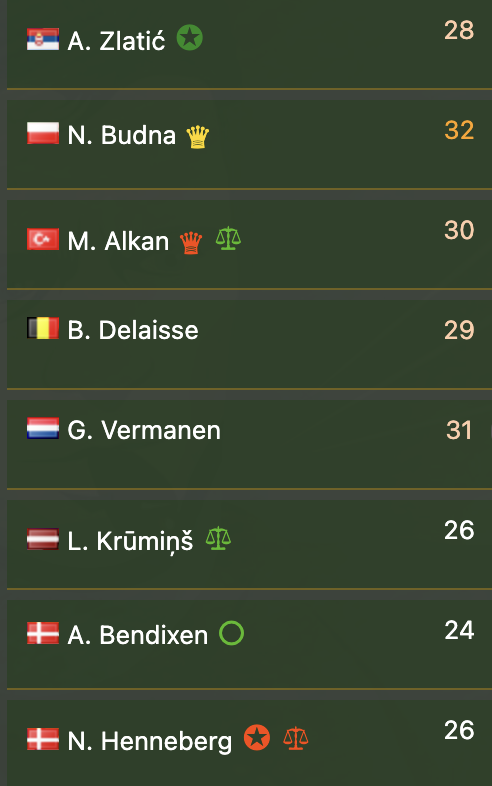 A. Zlatić 28
N. Budna 32
M. Alkan 30
B. Delaisse 29
G. Vermanen 31
L. Krūmiņš 26
A. Bendixen 24
N. Henneberg 26